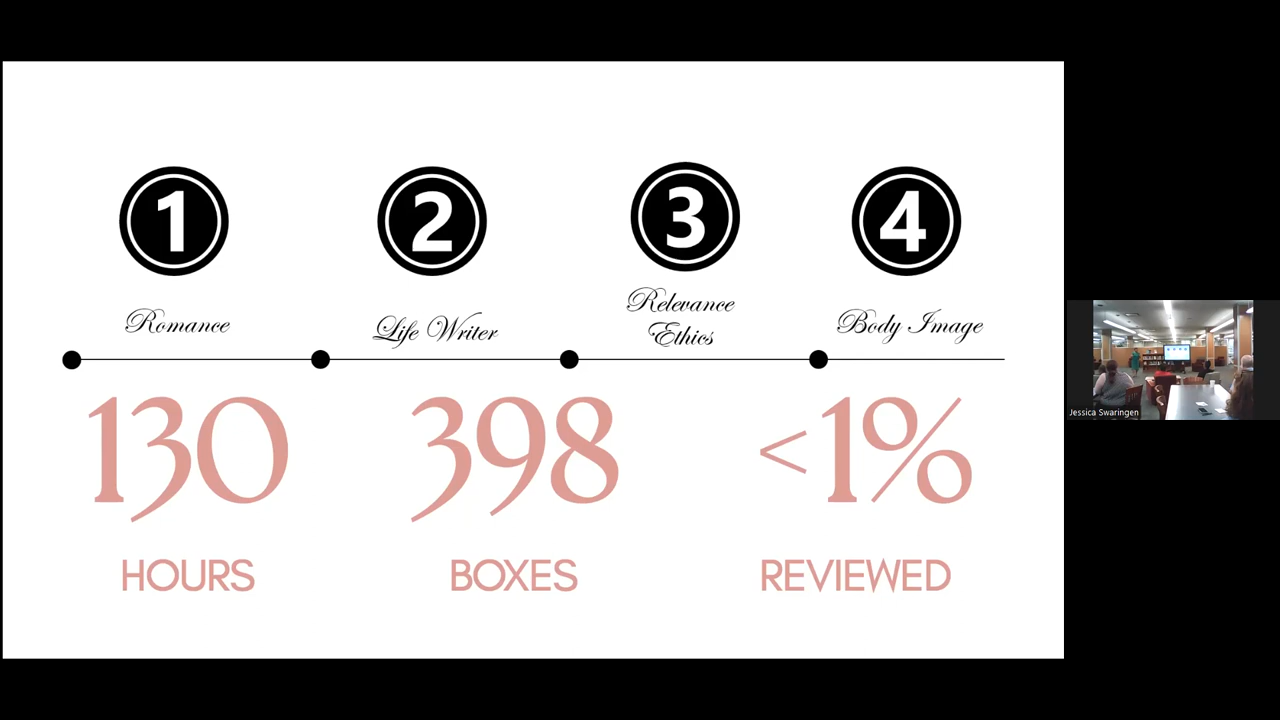 1
2
3
4
Romance
Life Writer
Relevance
Ethics
Body Image
130
398
<1%
HOURS
BOXES
REVIEWED
Jessica Swaringen